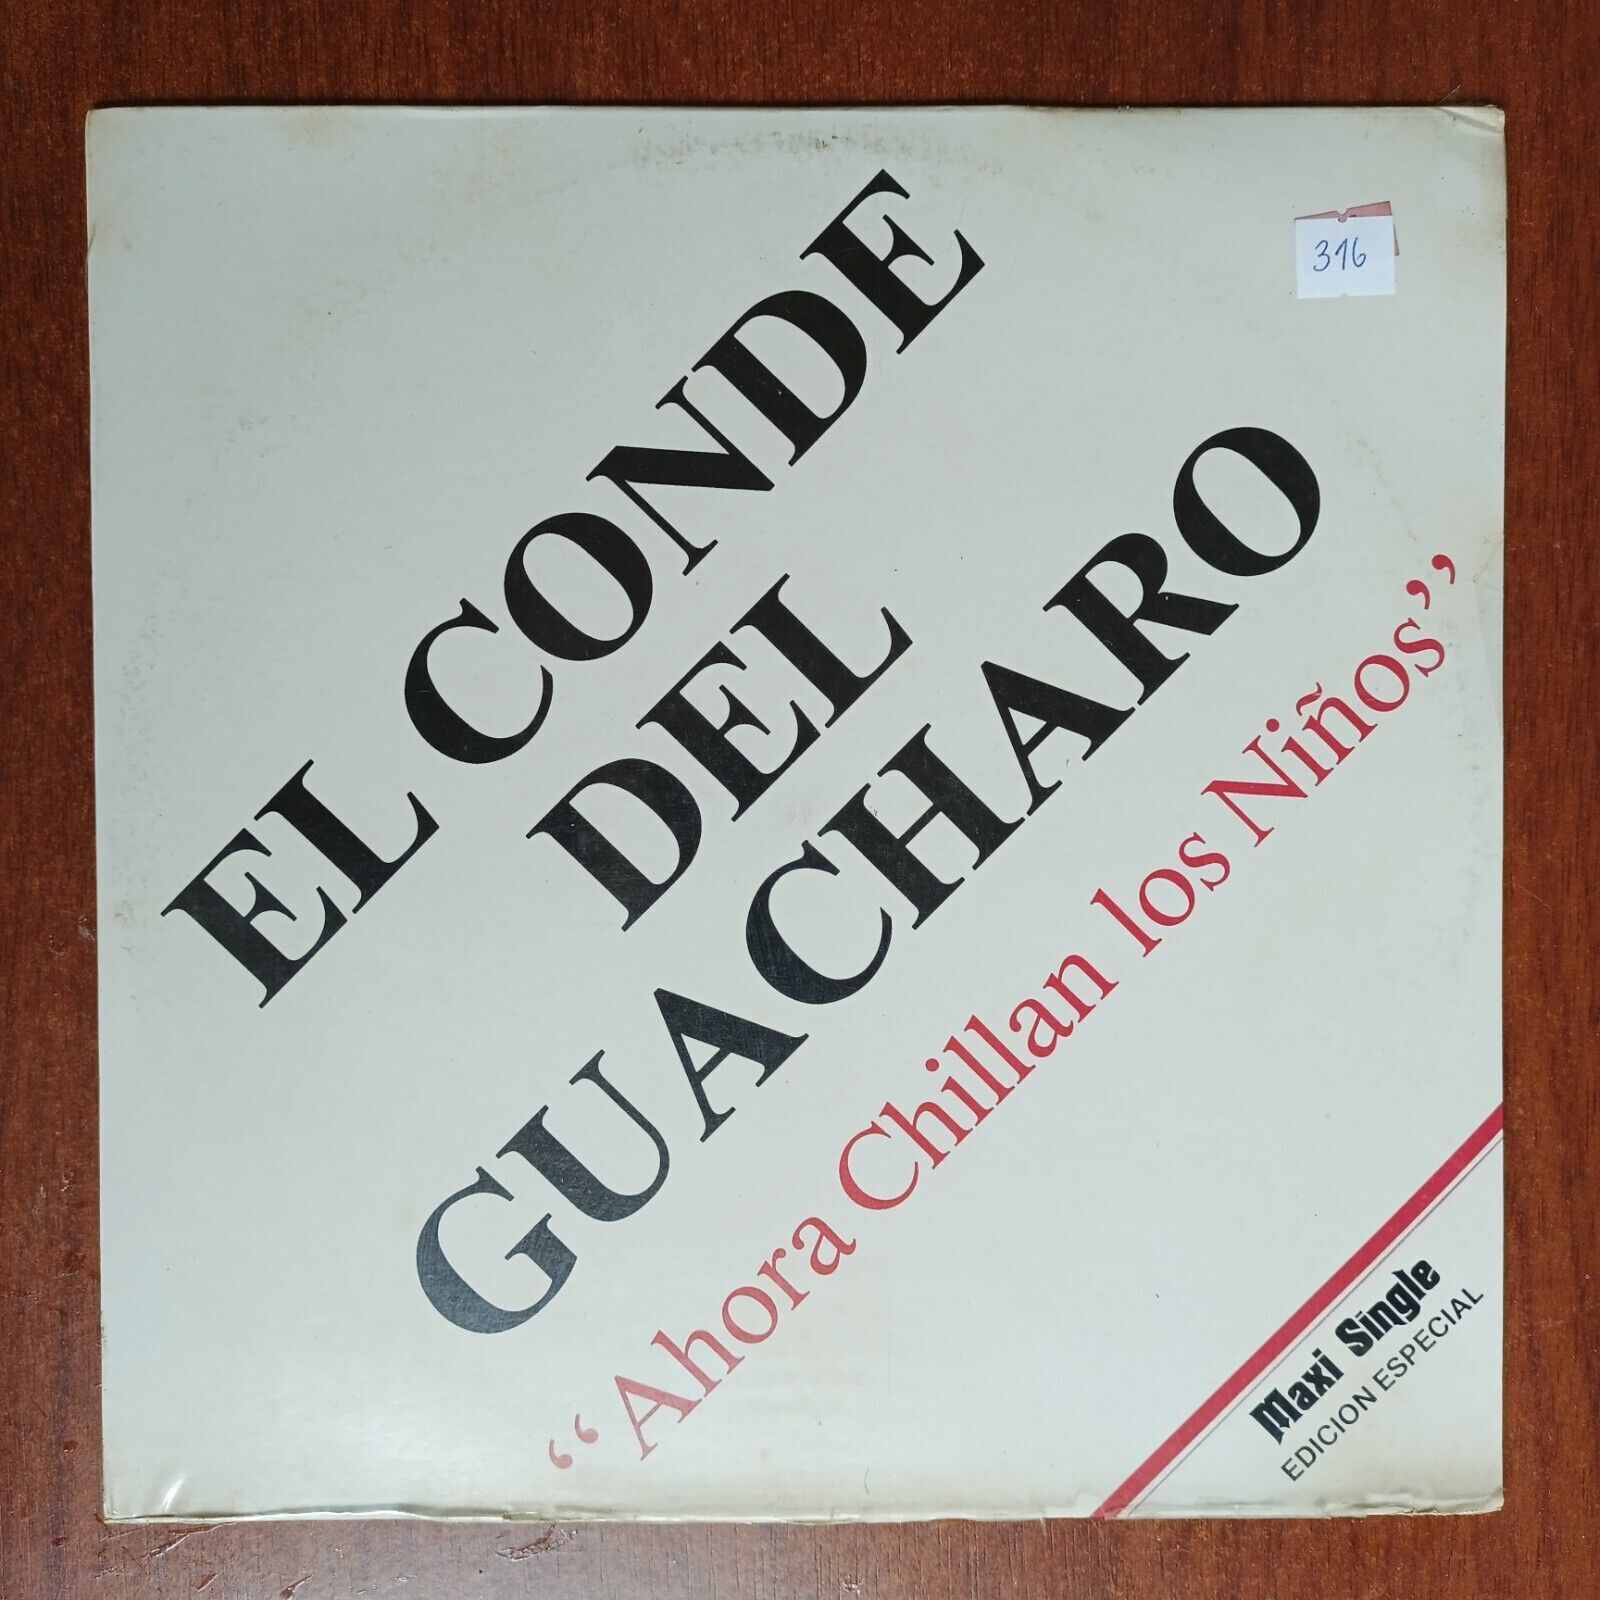 316
EL CONDE
DEL
GUACHARO
“Ahora Chillan los Niños”
Maxi Single
EDICION ESPECIAL